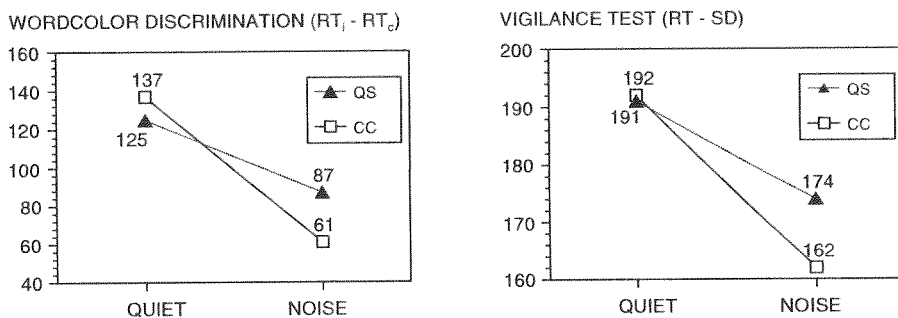 WORDCOLOR DISCRIMINATION (RTi - RTc)
160
140
120
100
80
60
40
137
125
87
61
QS
CC
QUIET NOISE
VIGILANCE TEST (RT - SD)
200
190
180
170
160
192
191
174
162
QS
CC
QUIET NOISE